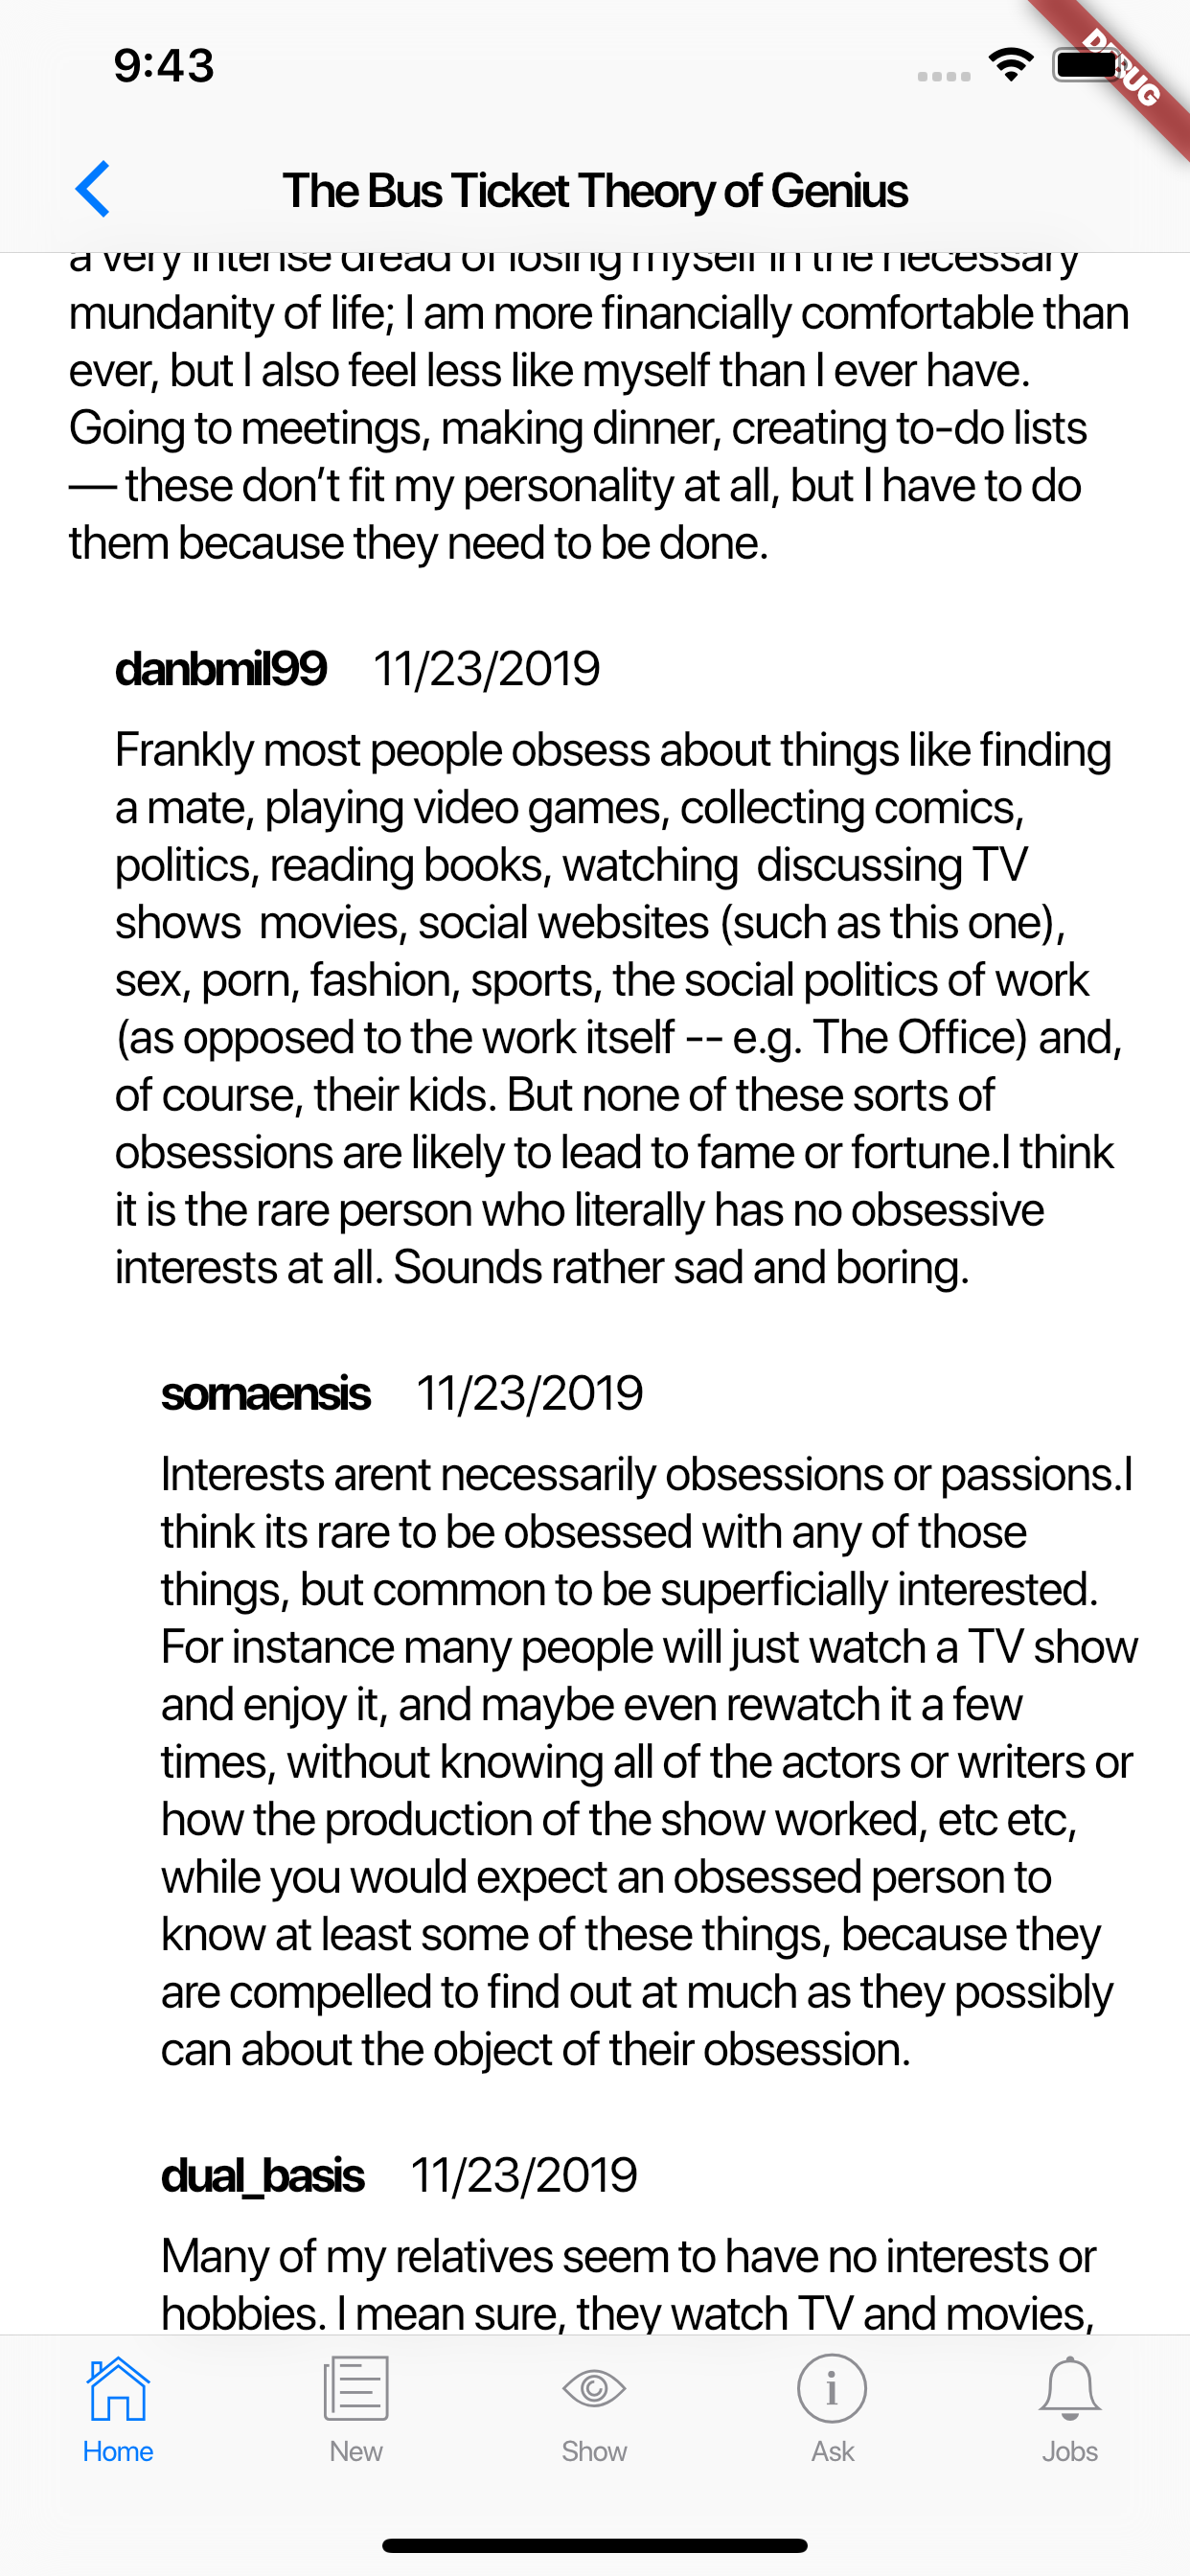 9:43
DEBUG
The Bus Ticket Theory of Genius
a very intense dread of losing myself in the necessary
mundanity of life; I am more financially comfortable than
ever, but I also feel less like myself than I ever have.
Going to meetings, making dinner, creating to-do lists
— these don’t fit my personality at all, but I have to do
them because they need to be done.
danbmil99 11/23/2019
Frankly most people obsess about things like finding
a mate, playing video games, collecting comics,
politics, reading books, watching  discussing TV
shows  movies, social websites (such as this one),
sex, porn, fashion, sports, the social politics of work
(as opposed to the work itself -- e.g. The Office) and,
of course, their kids. But none of these sorts of
obsessions are likely to lead to fame or fortune.I think
it is the rare person who literally has no obsessive
interests at all. Sounds rather sad and boring.
sornaensis 11/23/2019
Interests arent necessarily obsessions or passions.I
think its rare to be obsessed with any of those
things, but common to be superficially interested.
For instance many people will just watch a TV show
and enjoy it, and maybe even rewatch it a few
times, without knowing all of the actors or writers or
how the production of the show worked, etc etc,
while you would expect an obsessed person to
know at least some of these things, because they
are compelled to find out at much as they possibly
can about the object of their obsession.
dual_basis 11/23/2019
Many of my relatives seem to have no interests or
hobbies. I mean sure, they watch TV and movies,
Home New Show Ask Jobs